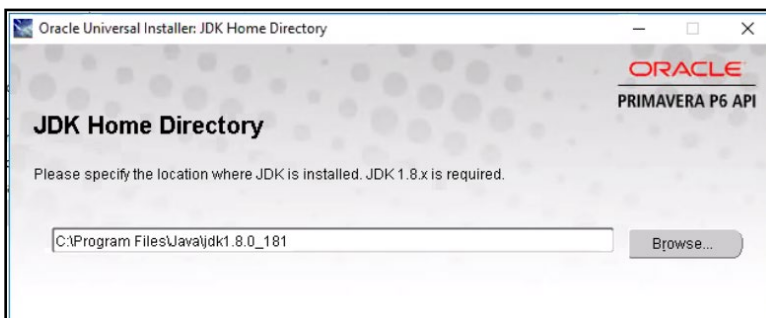 Oracle Universal Installer: JDK Home Directory
ORACLE
PRIMAVERA P6 API
JDK Home Directory
Please specify the location where JDK is installed. JDK 1.8.x is required.
C:\Program Files\Java\jdk1.8.0_181
Browse...